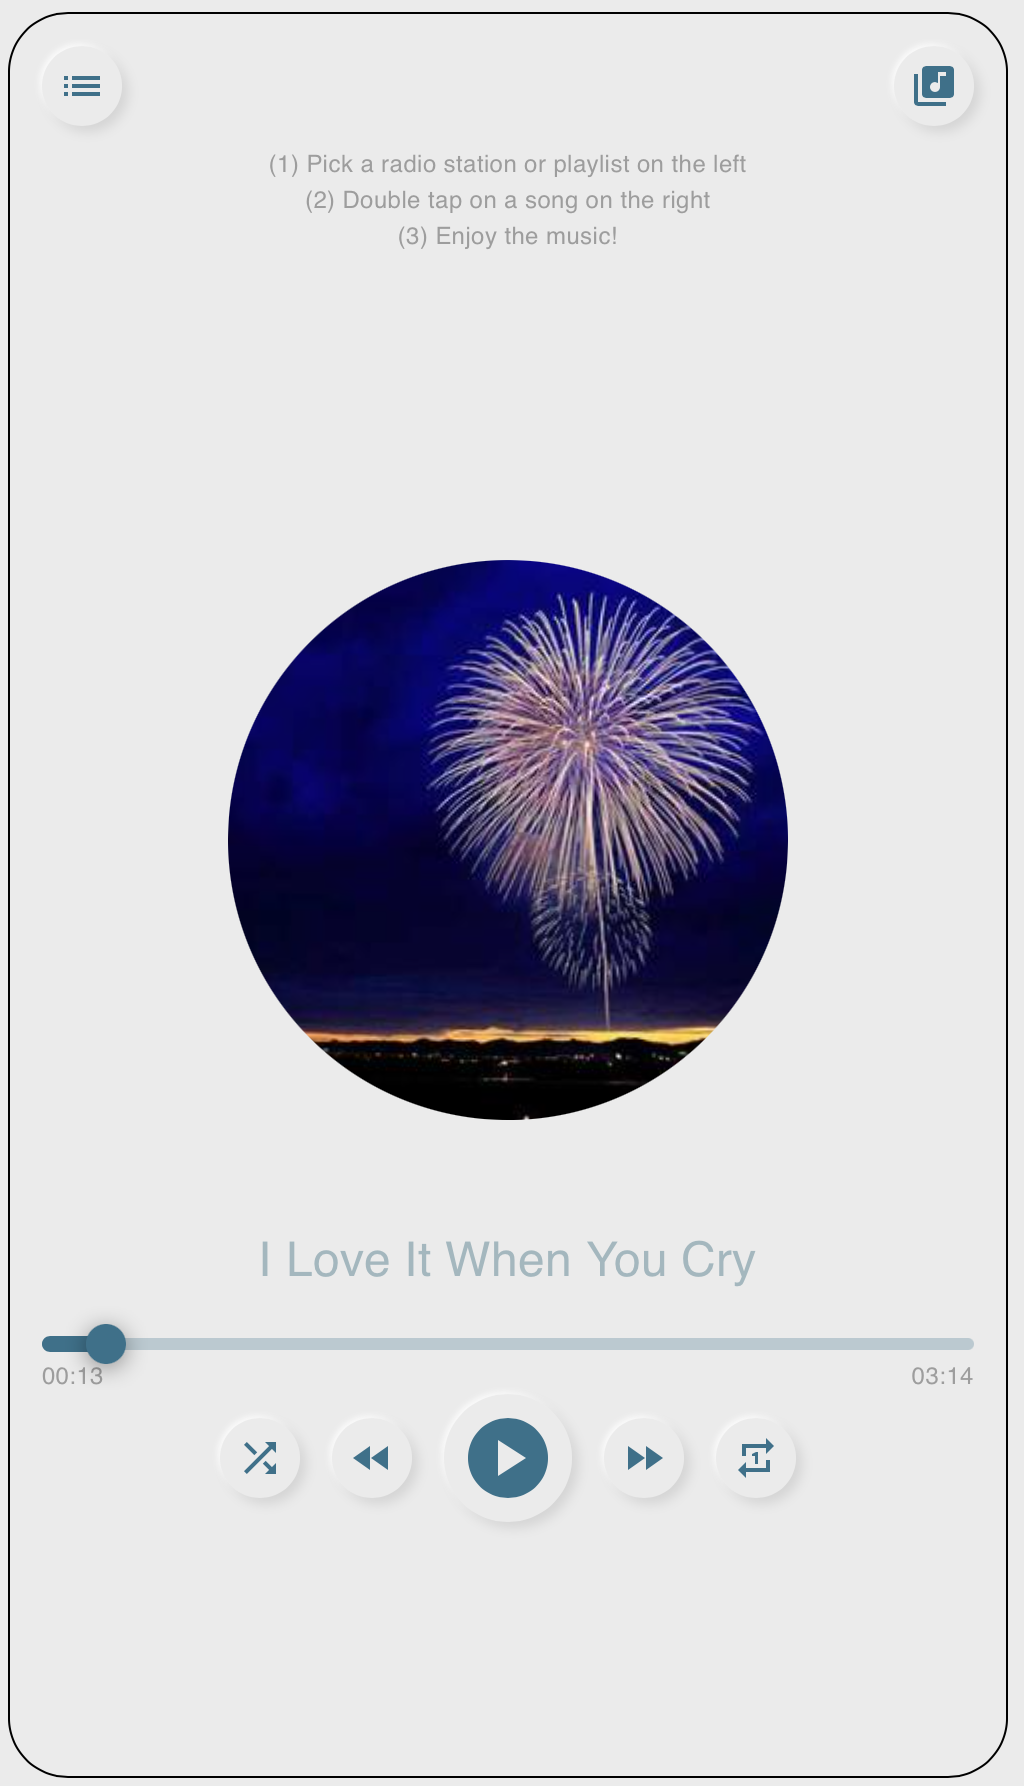 (1) Pick a radio station or playlist on the left
(2) Double tap on a song on the right
(3) Enjoy the music!
I Love It When You Cry
00:13
03:14
1